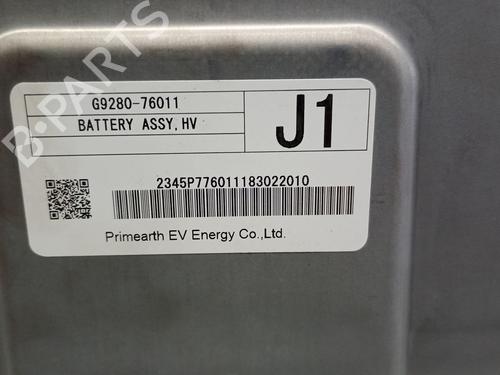 G9280-76011
BATTERY ASSY,HV
J1
2345P776011183022010
Primearth EV Energy Co.,Ltd.
B-PARTS